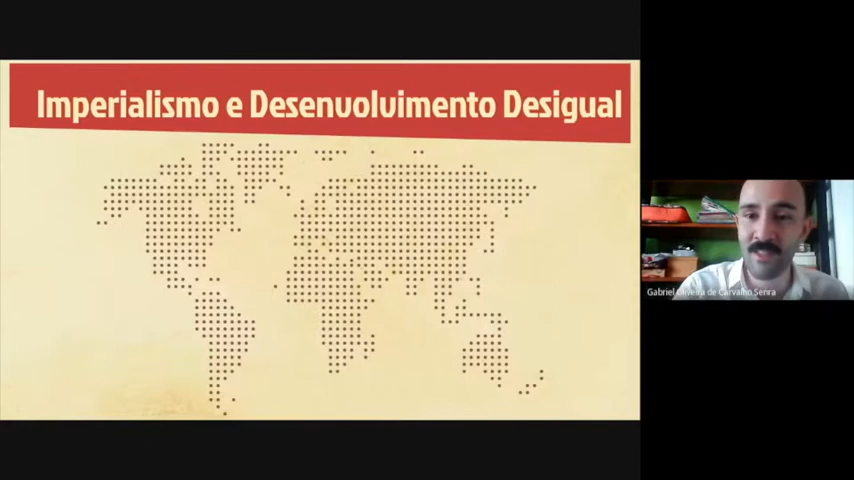 Imperialismo e Desenvolvimento Desigual
Gabriel Oliveira de Carvalho Senra